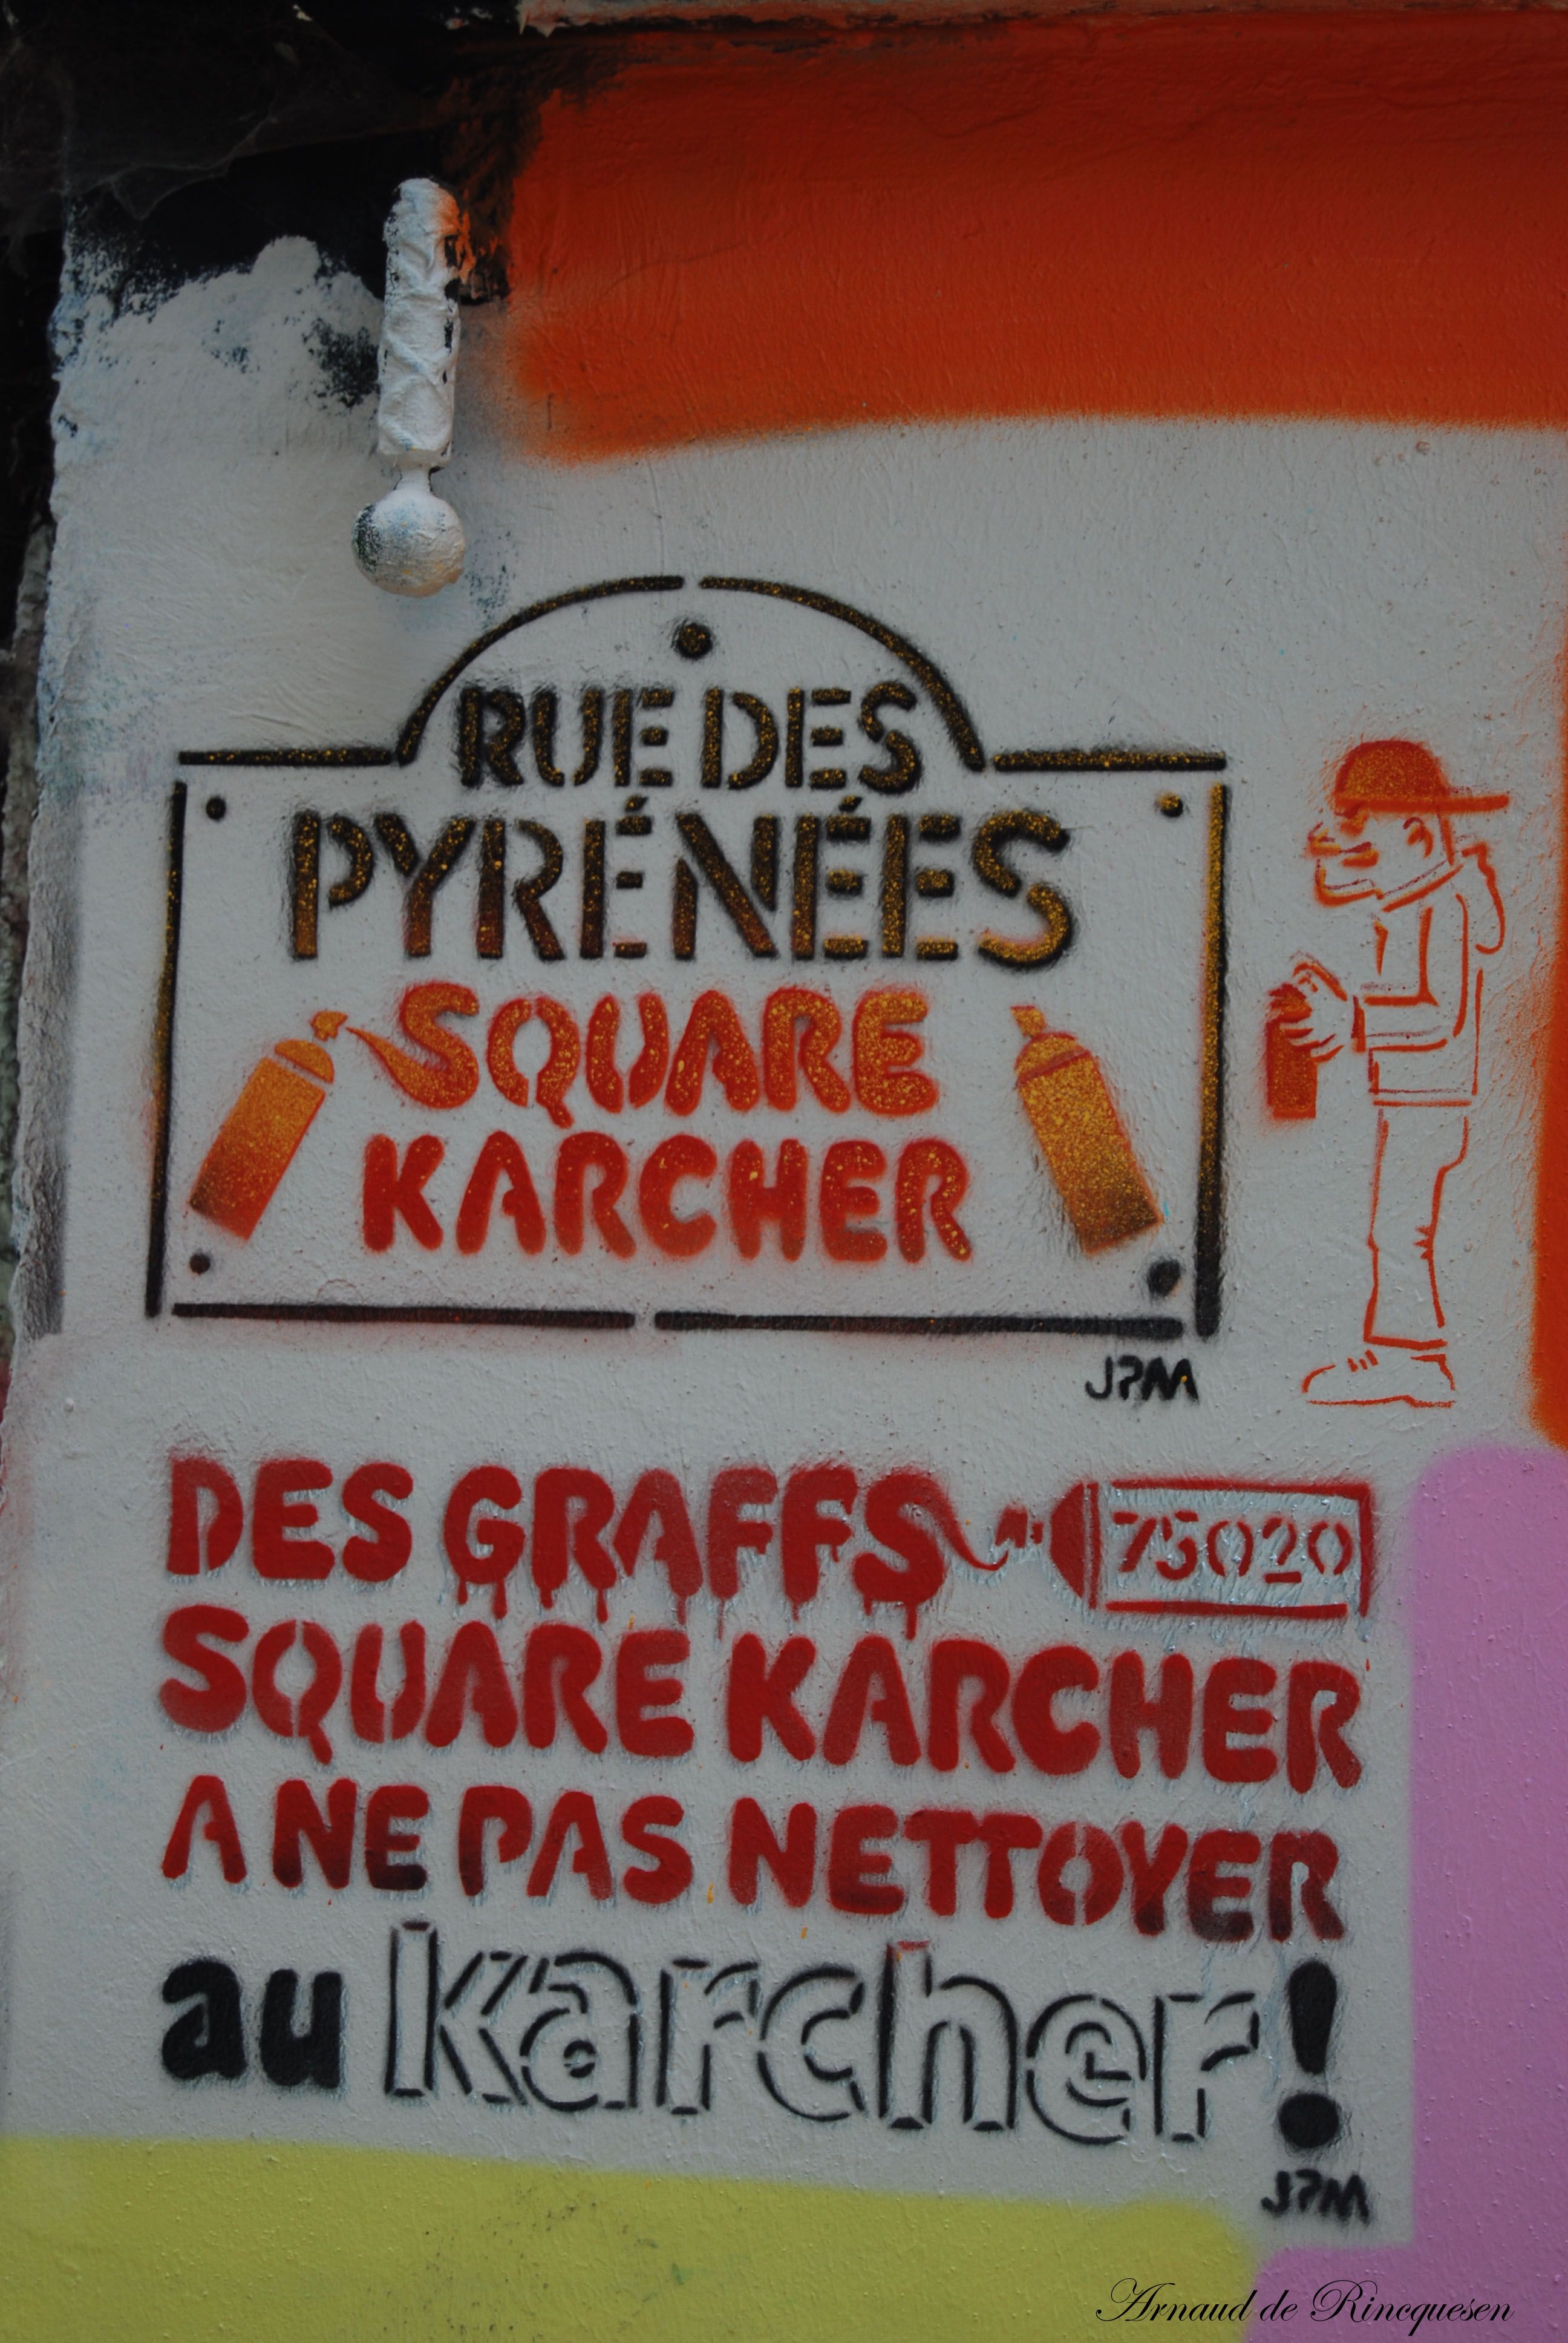 RUE DES
PYRÉNÉES
SQUARE
KARCHER
JPM
DES GRAFFS 75020
SQUARE KARCHER
A NE PAS NETTOYER
au karcher!
JPM
Arnaud de Rincquesen